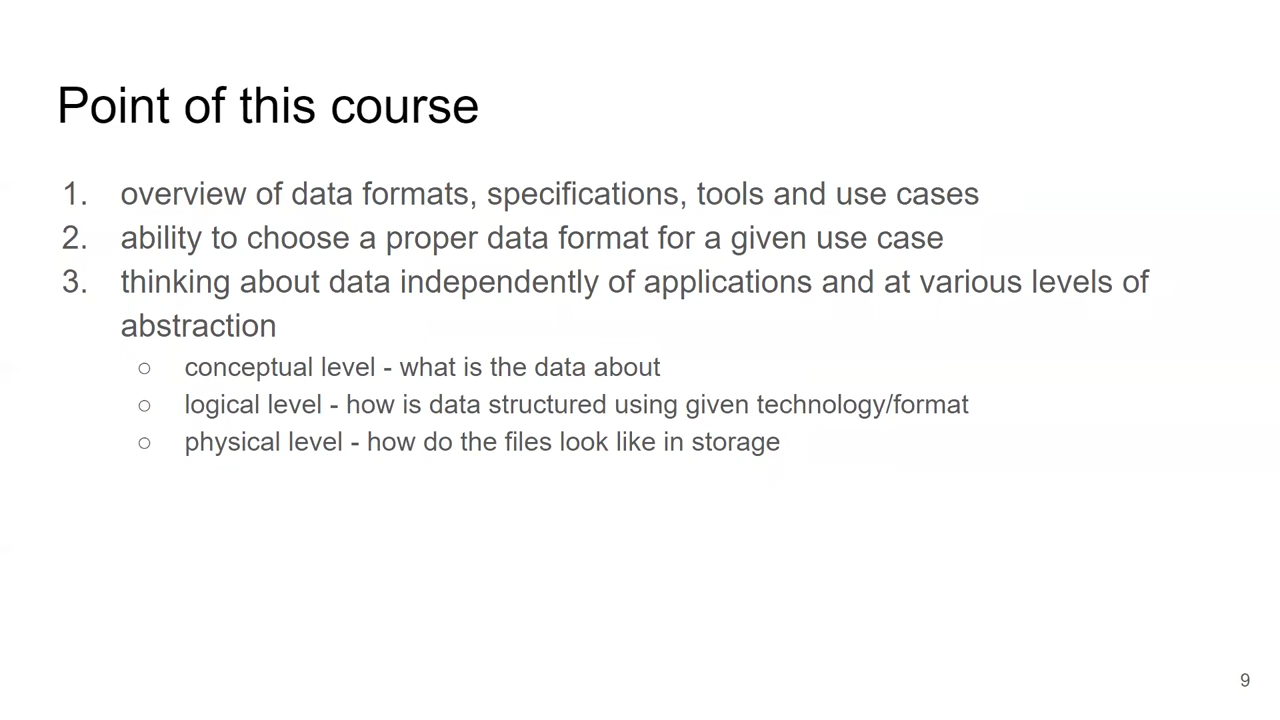 Point of this course
1. overview of data formats, specifications, tools and use cases
2. ability to choose a proper data format for a given use case
3. thinking about data independently of applications and at various levels of
abstraction
○ conceptual level - what is the data about
○ logical level - how is data structured using given technology/format
○ physical level - how do the files look like in storage
9